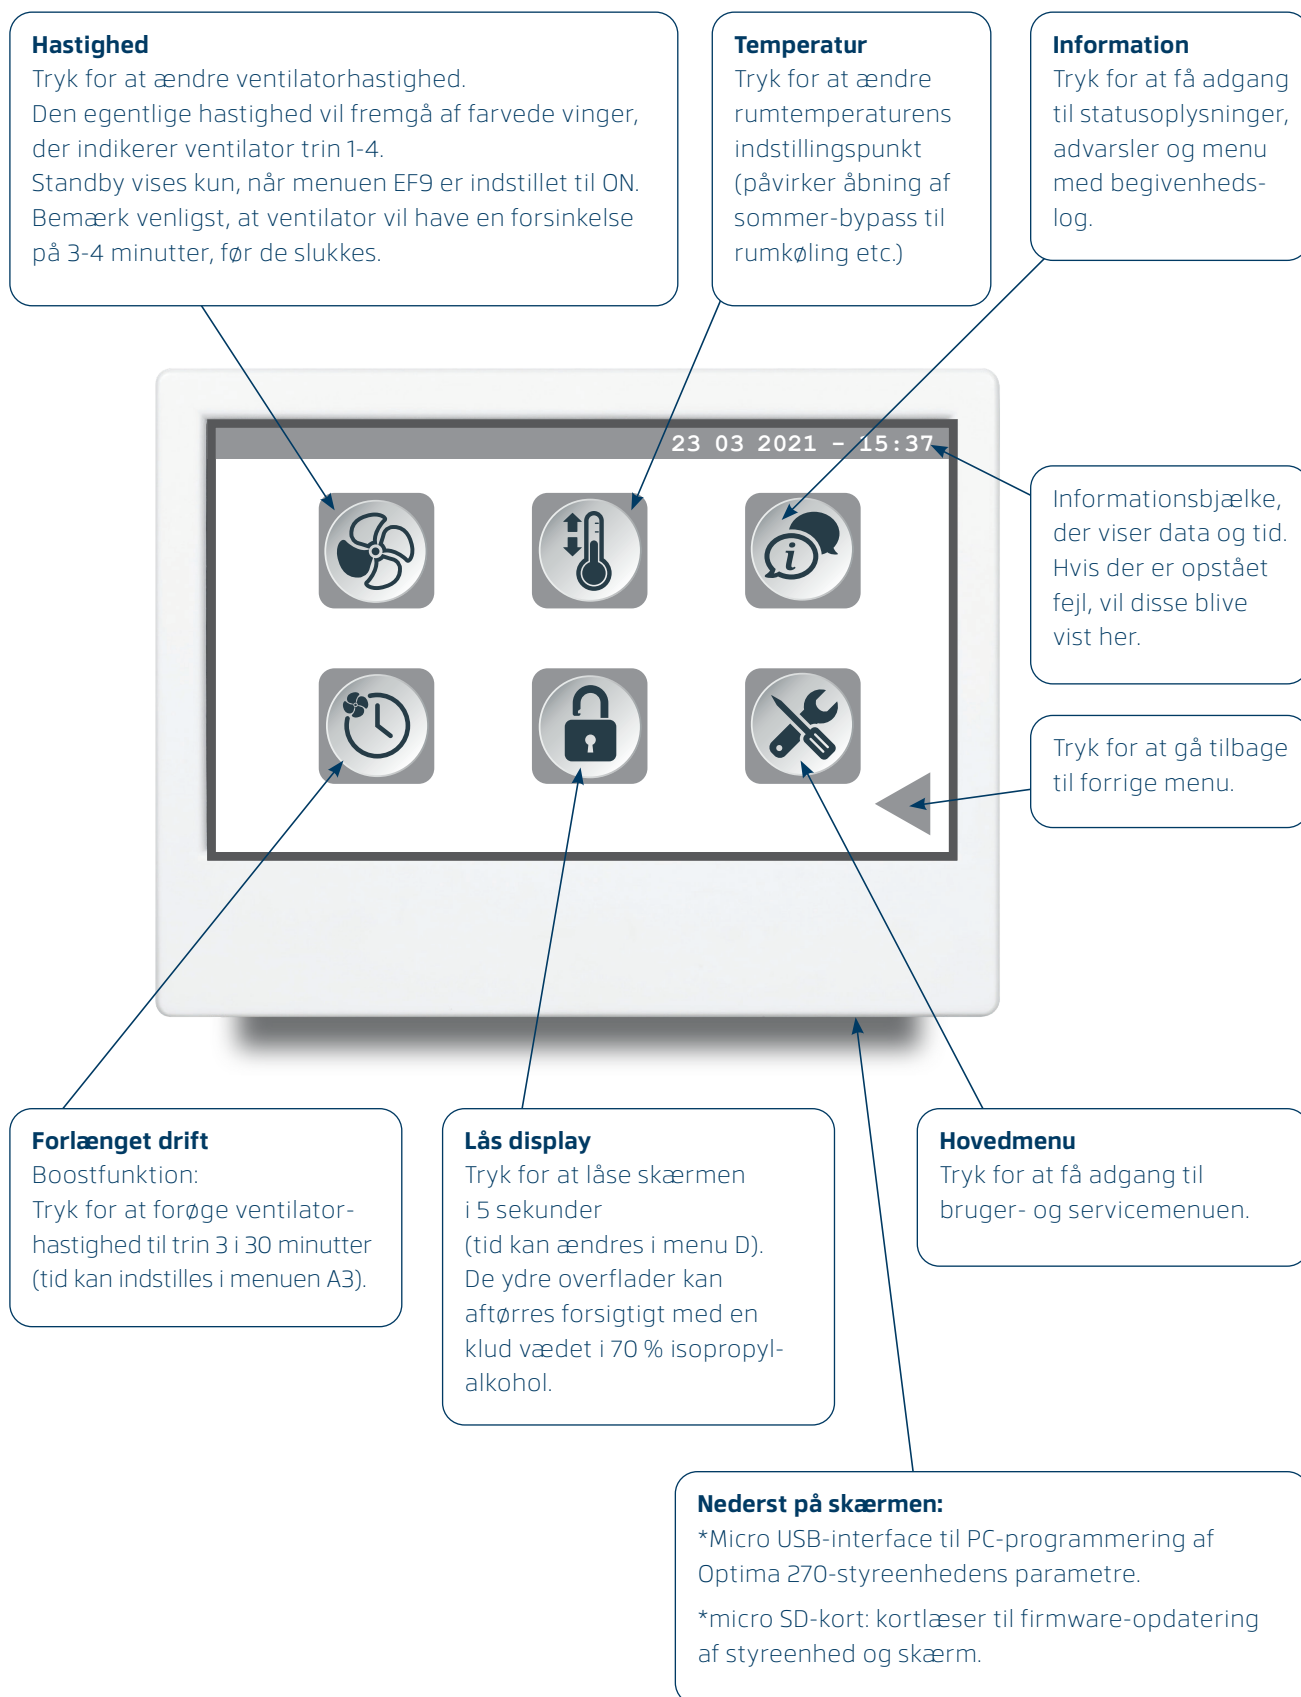 Hastighed
Tryk for at ændre ventilatorhastighed.
Den egentlige hastighed vil fremgå af farvede vinger,
der indikerer ventilator trin 1-4.
Standby vises kun, når menuen EF9 er indstillet til ON.
Bemærk venligst, at ventilator vil have en forsinkelse
på 3-4 minutter, før de slukkes.
Temperatur
Tryk for at ændre
rumtemperaturens
indstillingspunkt
(påvirker åbning af
sommer-bypass til
rumkøling etc.)
Information
Tryk for at få adgang
til statusoplysninger,
advarsler og menu
med begivenheds-
log.
23 03 2021 – 15:37
Informationsbjælke,
der viser data og tid.
Hvis der er opstået
fejl, vil disse blive
vist her.
i
Tryk for at gå tilbage
til forrige menu.
Forlænget drift
Boostfunktion:
Tryk for at forøge ventilator-
hastighed til trin 3 i 30 minutter
(tid kan indstilles i menuen A3).
Lås display
Tryk for at låse skærmen
i 5 sekunder
(tid kan ændres i menu D).
De ydre overflader kan
aftørres forsigtigt med en
klud vædet i 70 % isopropyl-
alkohol.
Hovedmenu
Tryk for at få adgang til
bruger- og servicemenuen.
Nederst på skærmen:
*Micro USB-interface til PC-programmering af
Optima 270-styreenhedens parametre.
*micro SD-kort: kortlæser til firmware-opdatering
af styreenhed og skærm.